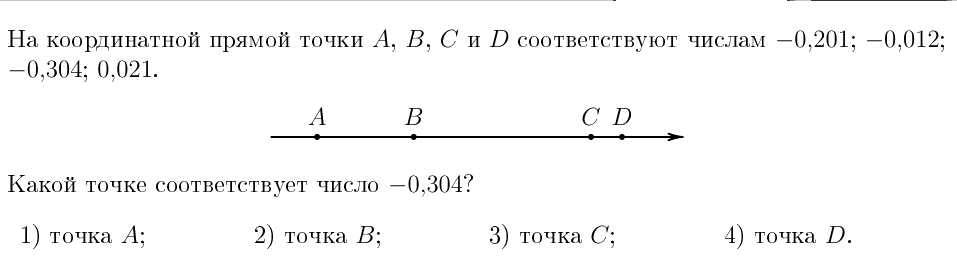 На координатной прямой точки A, B, C и D соответствуют числам −0,201; −0,012;
−0,304; 0,021.
A B C D
Какой точке соответствует число −0,304?
1) точка A; 2) точка B; 3) точка C; 4) точка D.